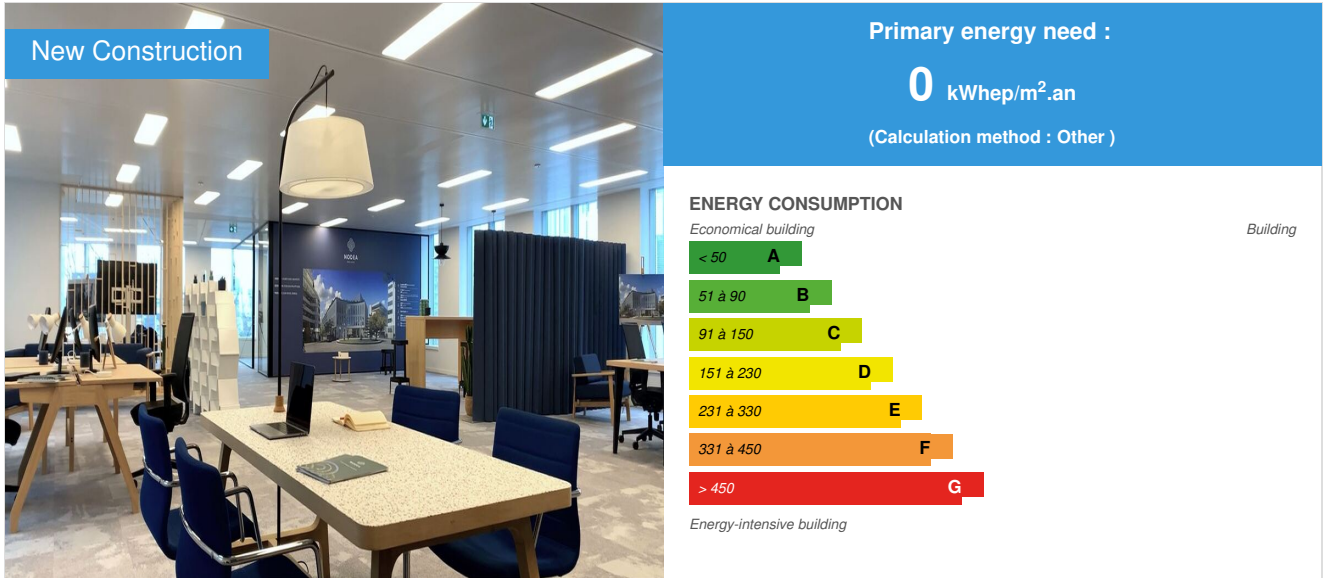 New Construction
NODEA
Primary energy need :
0 kWhep/m².an
(Calculation method : Other )
ENERGY CONSUMPTION
Economical building
Building
< 50 A
51 à 90 B
91 à 150 C
151 à 230 D
231 à 330 E
331 à 450 F
> 450 G
Energy-intensive building